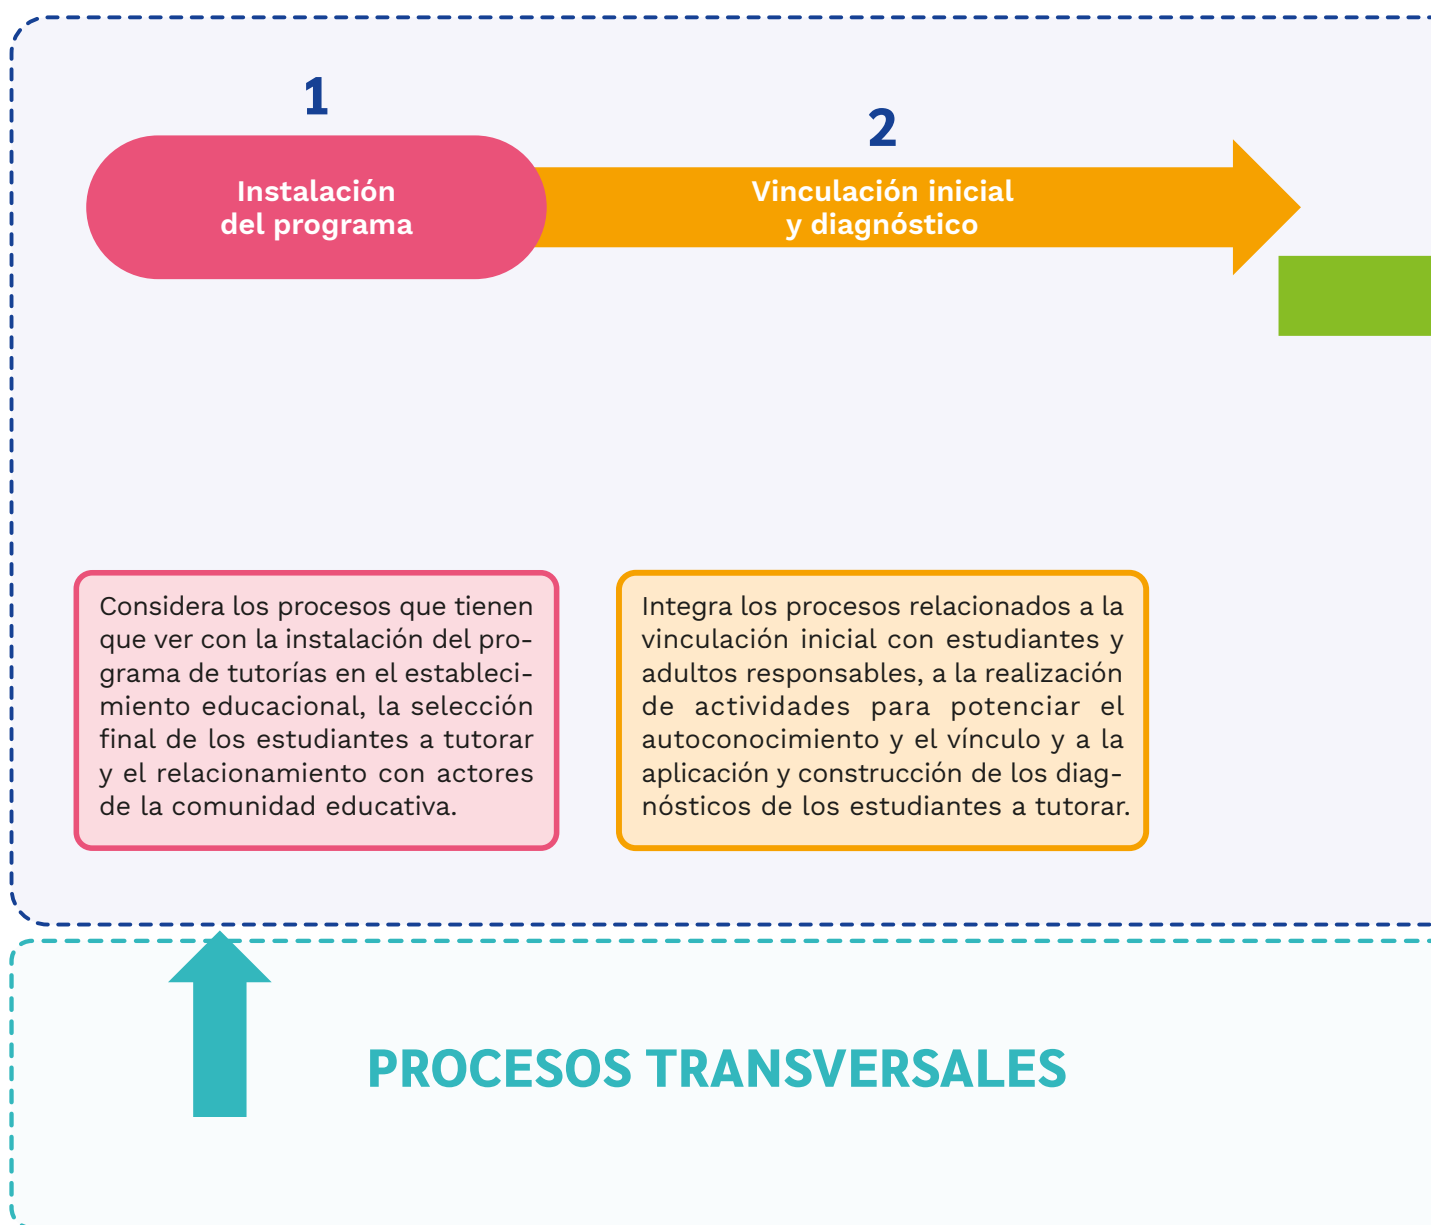 1
Instalación
del programa
2
Vinculación inicial
y diagnóstico
Considera los procesos que tienen
que ver con la instalación del pro-
grama de tutorías en el estableci-
miento educacional, la selección
final de los estudiantes a tutorar
y el relacionamiento con actores
de la comunidad educativa.
Integra los procesos relacionados a la
vinculación inicial con estudiantes y
adultos responsables, a la realización
de actividades para potenciar el
autoconocimiento y el vínculo y a la
aplicación y construcción de los diag-
nósticos de los estudiantes a tutorar.
PROCESOS TRANSVERSALES